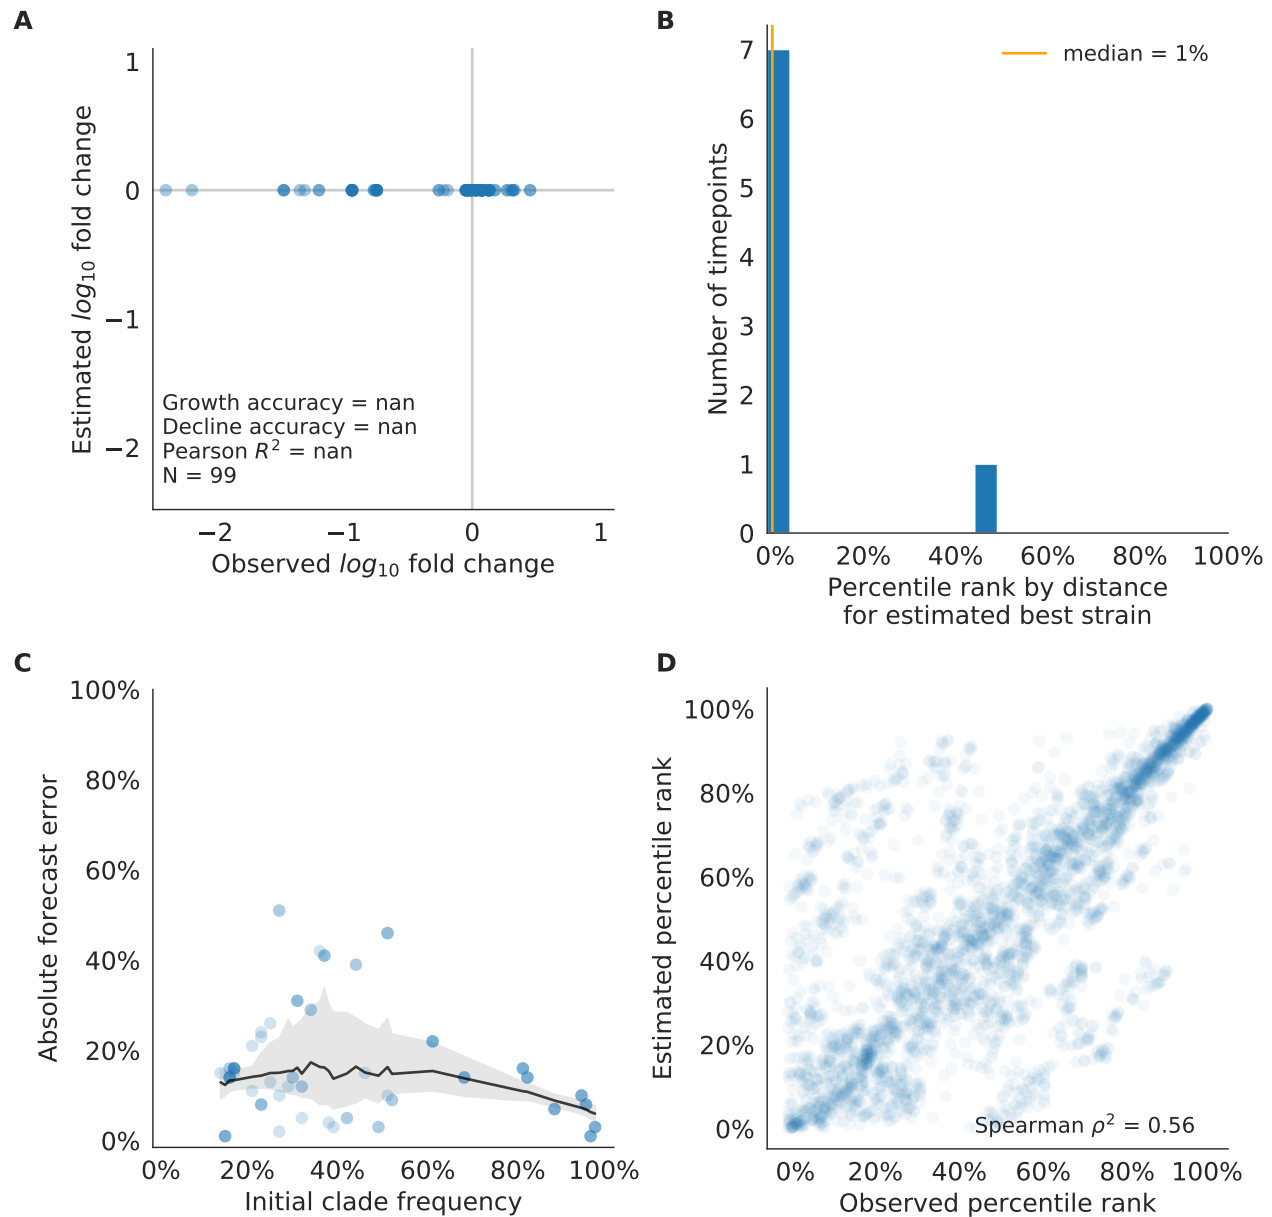 A
1
0
−1
−2
Estimated log₁₀ fold change
Growth accuracy = nan
Decline accuracy = nan
Pearson R² = nan
N = 99
−2 −1 0 1
Observed log₁₀ fold change
B
median = 1%
7
6
5
4
3
2
1
0
Number of timepoints
0% 20% 40% 60% 80% 100%
Percentile rank by distance
for estimated best strain
C
100%
80%
60%
40%
20%
0%
Absolute forecast error
0% 20% 40% 60% 80% 100%
Initial clade frequency
D
100%
80%
60%
40%
20%
0%
Estimated percentile rank
Spearman ρ² = 0.56
0% 20% 40% 60% 80% 100%
Observed percentile rank